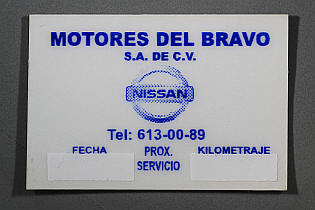 MOTORES DEL BRAVO
S.A. DE C.V.
NISSAN
Tel: 613-00-89
FECHA PROX. KILOMETRAJE
SERVICIO